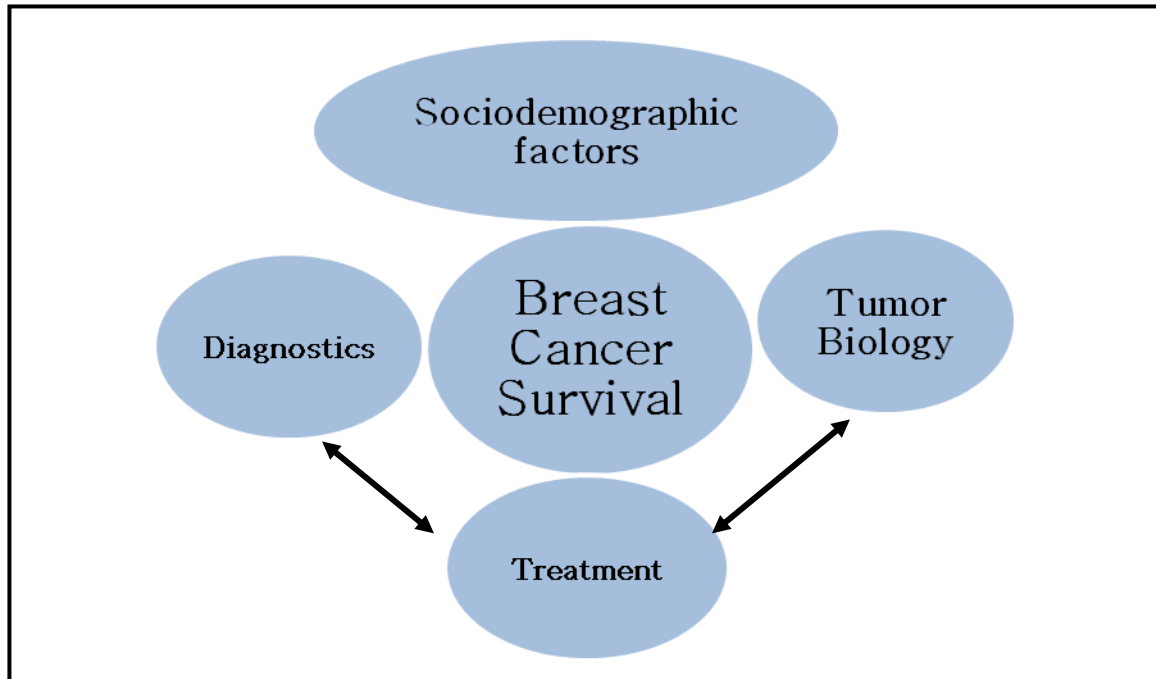 Sociodemographic
factors
Breast
Cancer
Survival
Tumor
Biology
Diagnostics
Treatment